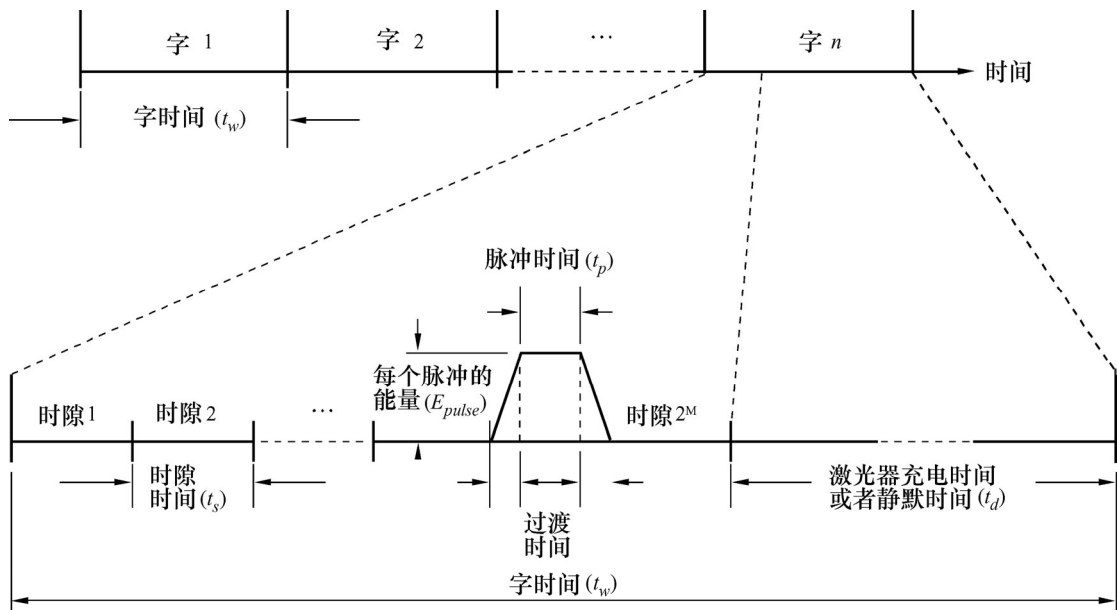 字 1
字 2
…
字 n
时间
字时间 (t_w)
脉冲时间(t_p)
每个脉冲的
能量(E_pulse)
时隙1
时隙2
…
时隙2^M
时隙
时间(t_s)
过渡
时间
激光器充电时间
或者静默时间(t_d)
字时间(t_w)